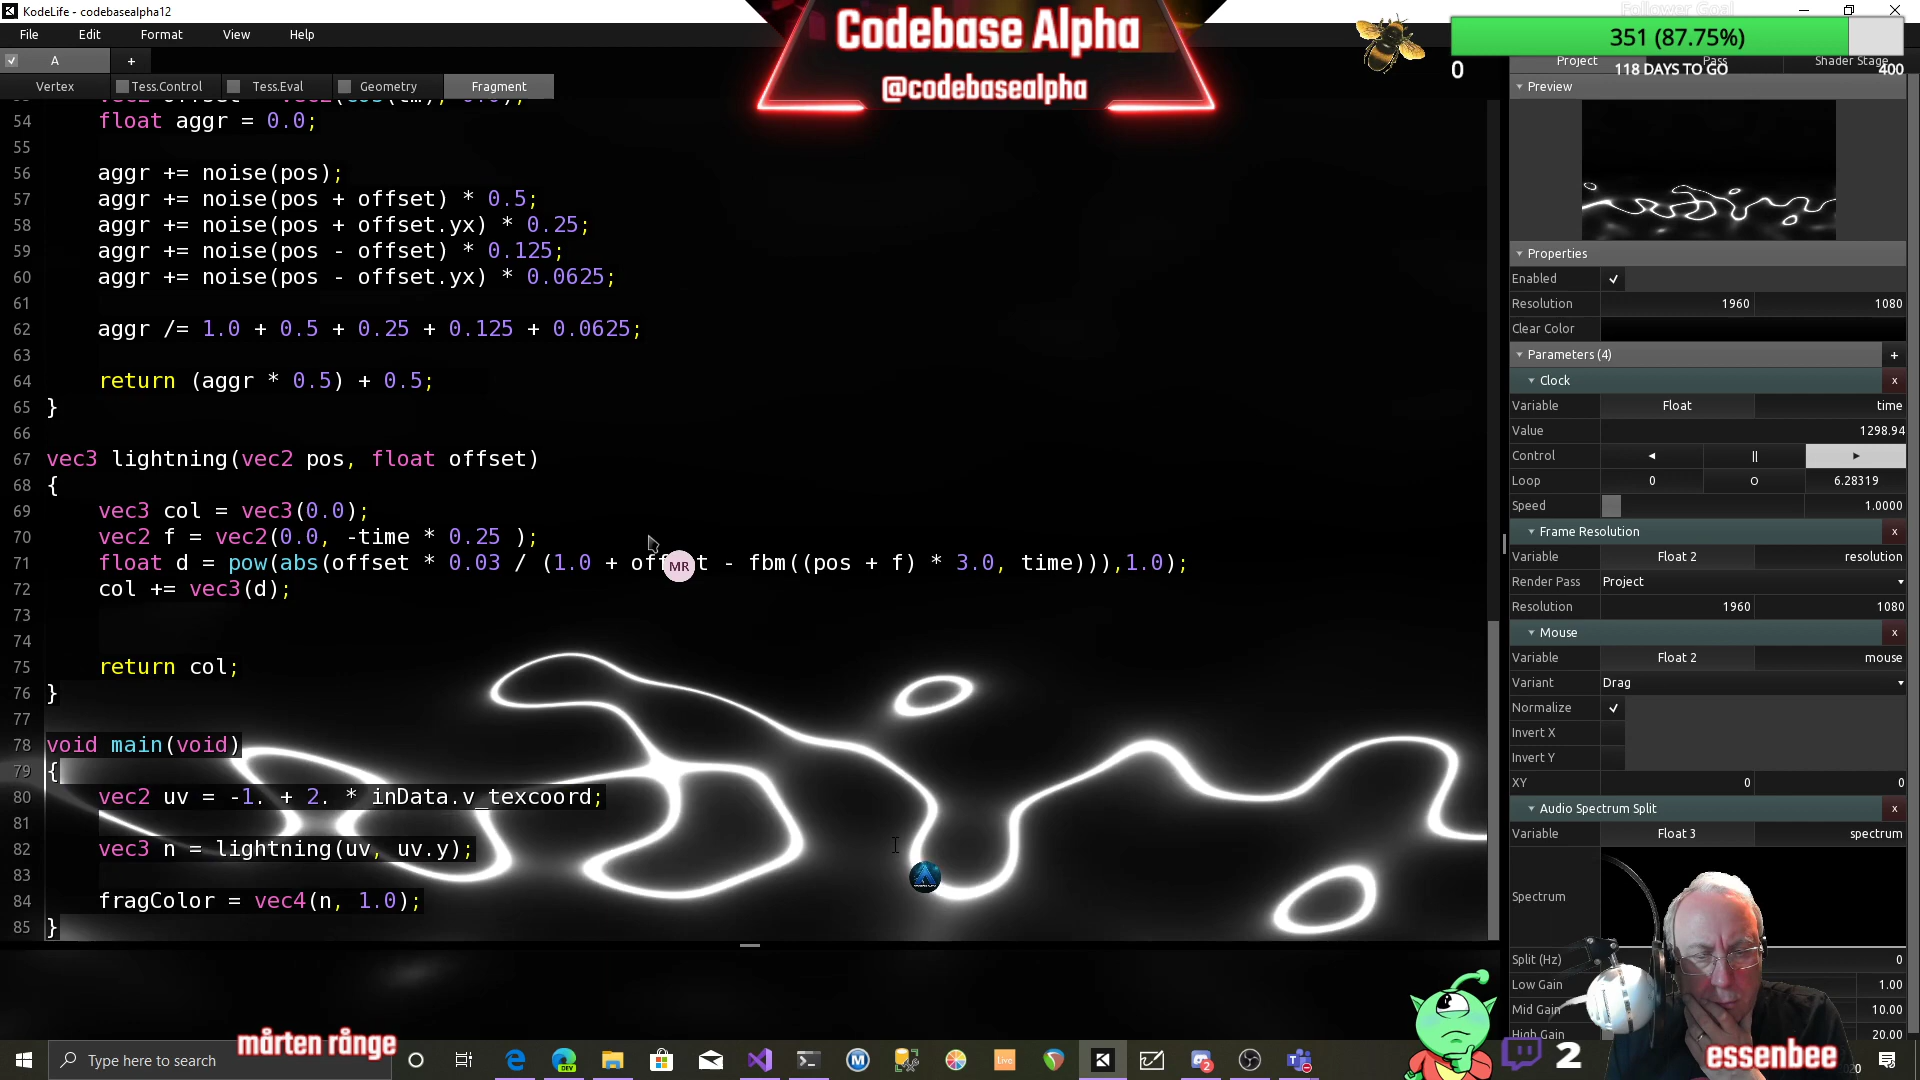 KodeLife - codebasealpha12
File Edit Format View Help
A +
Vertex Tess.Control Tess.Eval Geometry Fragment
54 float aggr = 0.0;
55
56 aggr += noise(pos);
57 aggr += noise(pos + offset) * 0.5;
58 aggr += noise(pos + offset.yx) * 0.25;
59 aggr += noise(pos - offset) * 0.125;
60 aggr += noise(pos - offset.yx) * 0.0625;
61
62 aggr /= 1.0 + 0.5 + 0.25 + 0.125 + 0.0625;
63
64 return (aggr * 0.5) + 0.5;
65 }
66
67 vec3 lightning(vec2 pos, float offset)
68 {
69 vec3 col = vec3(0.0);
70 vec2 f = vec2(0.0, -time * 0.25 );
71 float d = pow(abs(offset * 0.03 / (1.0 + offset - fbm((pos + f) * 3.0, time))),1.0);
MR
72 col += vec3(d);
73
74
75 return col;
76 }
77
78 void main(void)
79 {
80 vec2 uv = -1. + 2. * inData.v_texcoord;
81
82 vec3 n = lightning(uv, uv.y);
83
84 fragColor = vec4(n, 1.0);
85 }
Codebase Alpha
@codebasealpha
Follower Goal
351 (87.75%)
0 118 DAYS TO GO 400
Project Pass Shader Stage
Preview
Properties
Enabled
Resolution 1960 1080
Clear Color
Parameters (4) +
Clock x
Variable Float time
Value 1298.94
Control
Loop 0 O 6.28319
Speed 1.0000
Frame Resolution x
Variable Float 2 resolution
Render Pass Project
Resolution 1960 1080
Mouse x
Variable Float 2 mouse
Variant Drag
Normalize
Invert X
Invert Y
XY 0 0
Audio Spectrum Split x
Variable Float 3 spectrum
Spectrum
Split (Hz) 0
Low Gain 1.00
Mid Gain 10.00
High Gain 20.00
mårten rånge
Type here to search
2
essenbee